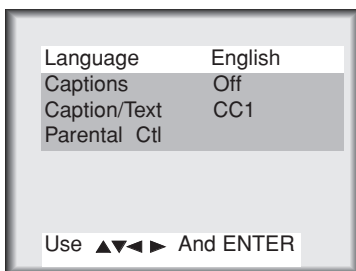 Language English
Captions Off
Caption/Text CC1
Parental Ctl
Use ▲▼◄ ► And ENTER